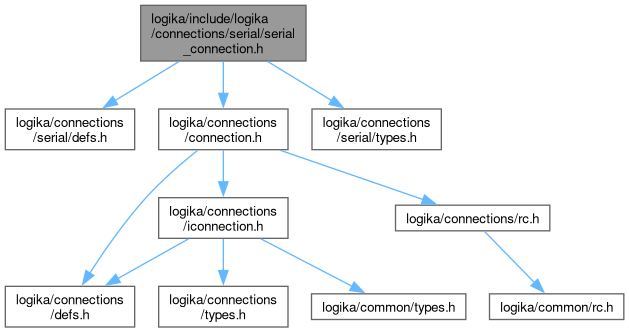 logika/include/logika
/connections/serial/serial
_connection.h
logika/connections
/serial/defs.h
logika/connections
/connection.h
logika/connections
/serial/types.h
logika/connections
/iconnection.h
logika/connections/rc.h
logika/connections
/defs.h
logika/connections
/types.h
logika/common/types.h
logika/common/rc.h